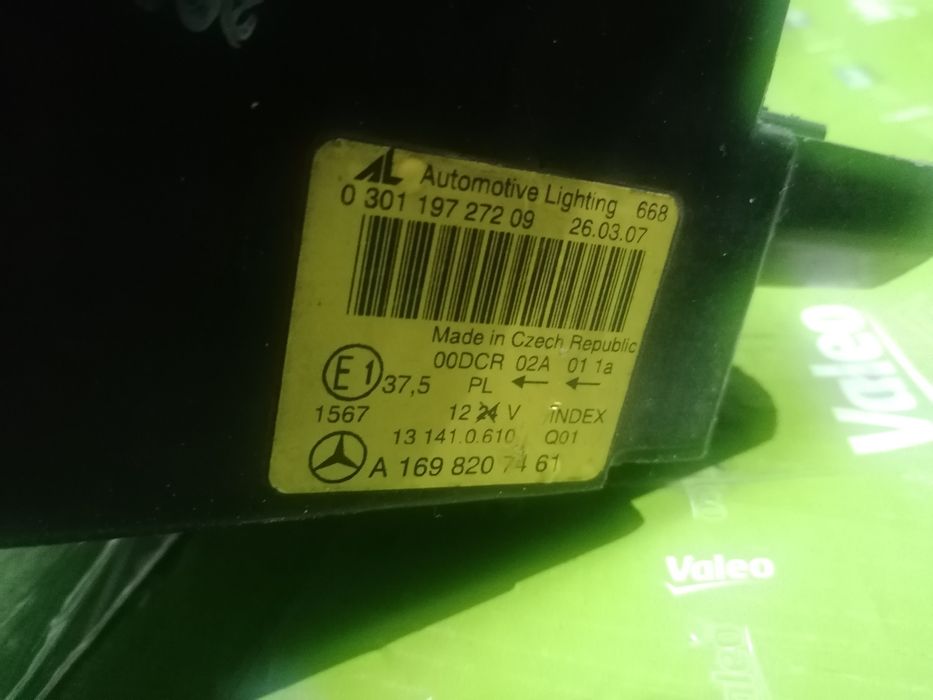 AL Automotive Lighting 668
0 301 197 272 09 26.03.07
Made in Czech Republic
00DCR 02A 01 1a
E1 37,5 PL ← ←
1567 12 24 V INDEX
13 141.0.610 Q01
A 169 820 74 61
Valeo
Valeo
Valeo